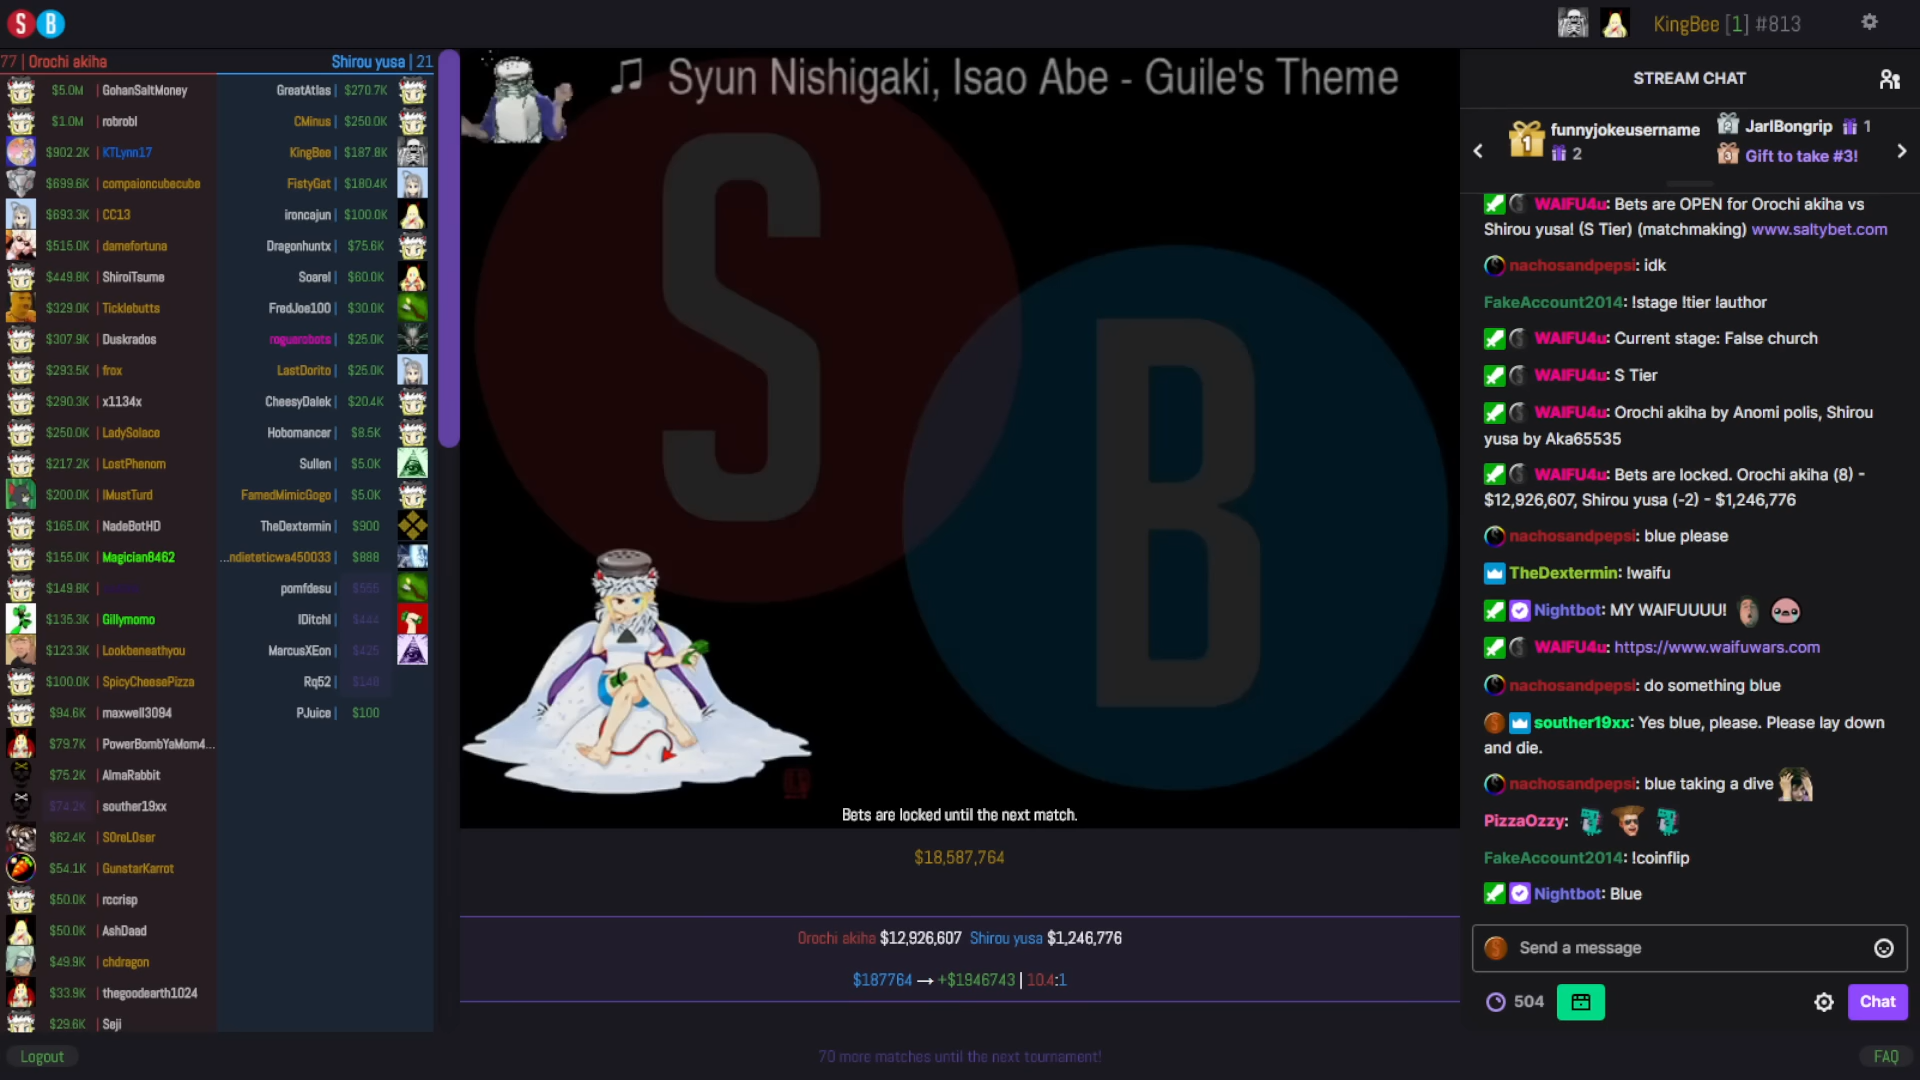 S B
KingBee [1] #813
77 | Orochi akiha
Shirou yusa | 21
$5.0M | GohanSaltMoney
$1.0M | robrobl
$902.2K | KTLynn17
$699.6K | compaioncubecube
$693.3K | CC13
$515.0K | damefortuna
$449.8K | ShiroiTsume
$329.0K | Ticklebutts
$307.9K | Duskrados
$293.5K | frox
$290.3K | x1134x
$250.0K | LadySolace
$217.2K | LostPhenom
$200.0K | IMustTurd
$165.0K | NadeBotHD
$155.0K | Magician8462
$149.8K |
$135.3K | Gillymomo
$123.3K | Lookbeneathyou
$100.0K | SpicyCheesePizza
$94.6K | maxwell3094
$79.7K | PowerBombYaMom4...
$75.2K | AlmaRabbit
$74.2K | souther19xx
$62.4K | S0reL0ser
$54.1K | GunstarKarrot
$50.0K | rccrisp
$50.0K | AshDaad
$49.9K | chdragon
$33.9K | thegoodearth1024
$29.6K | Seji
GreatAtlas | $270.7K
CMinus | $250.0K
KingBee | $187.8K
FistyGat | $180.4K
ironcajun | $100.0K
Dragonhuntx | $75.6K
Soarel | $60.0K
FredJoe100 | $30.0K
roguerobots | $25.0K
LastDorito | $25.0K
CheesyDalek | $20.4K
Hobomancer | $8.5K
Sullen | $5.0K
FamedMimicGogo | $5.0K
TheDextermin | $900
...ndieteticwa450033 | $888
pomfdesu | $555
IDitchI | $444
MarcusXEon | $425
Rq52 | $148
PJuice | $100
♫ Syun Nishigaki, Isao Abe - Guile's Theme
S
B
Bets are locked until the next match.
$18,587,764
Orochi akiha $12,926,607 Shirou yusa $1,246,776
$187764 → +$1946743 | 10.4:1
70 more matches until the next tournament!
Logout
FAQ
STREAM CHAT
1 funnyjokeusername
2
2 JarlBongrip 1
3 Gift to take #3!
WAIFU4u: Bets are OPEN for Orochi akiha vs
Shirou yusa! (S Tier) (matchmaking) www.saltybet.com
nachosandpepsi: idk
FakeAccount2014: !stage !tier !author
WAIFU4u: Current stage: False church
WAIFU4u: S Tier
WAIFU4u: Orochi akiha by Anomi polis, Shirou
yusa by Aka65535
WAIFU4u: Bets are locked. Orochi akiha (8) -
$12,926,607, Shirou yusa (-2) - $1,246,776
nachosandpepsi: blue please
TheDextermin: !waifu
Nightbot: MY WAIFUUUU!
WAIFU4u: https://www.waifuwars.com
nachosandpepsi: do something blue
souther19xx: Yes blue, please. Please lay down
and die.
nachosandpepsi: blue taking a dive
PizzaOzzy:
FakeAccount2014: !coinflip
Nightbot: Blue
Send a message
504
Chat